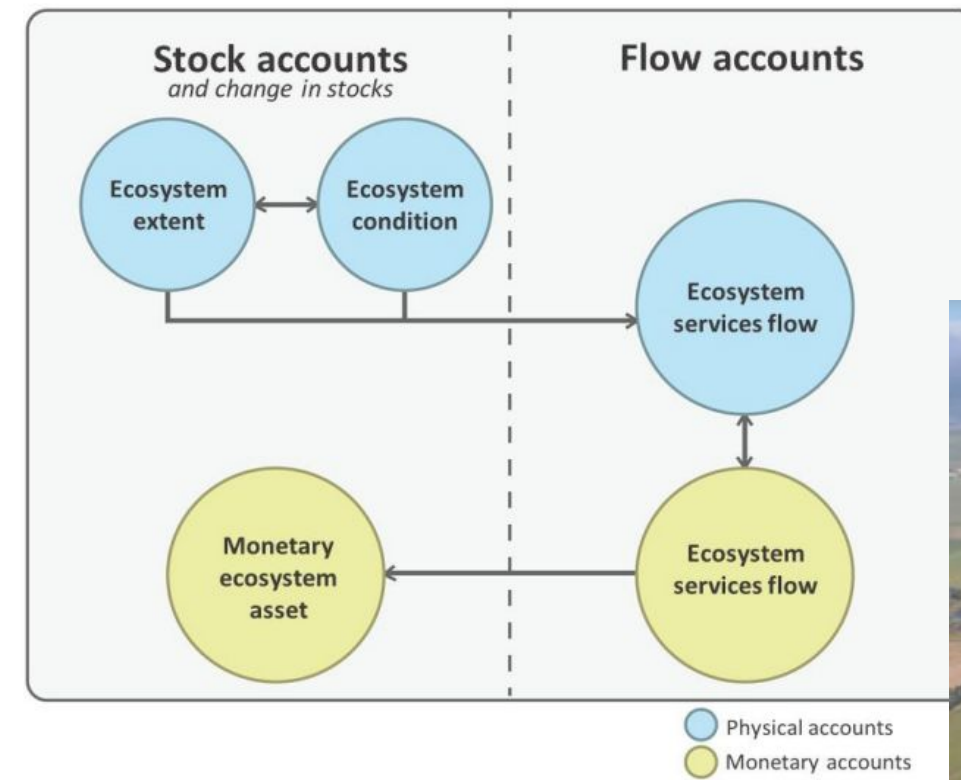 Stock accounts
and change in stocks
Flow accounts
Ecosystem
extent
Ecosystem
condition
Ecosystem
services flow
Monetary
ecosystem
asset
Ecosystem
services flow
Physical accounts
Monetary accounts